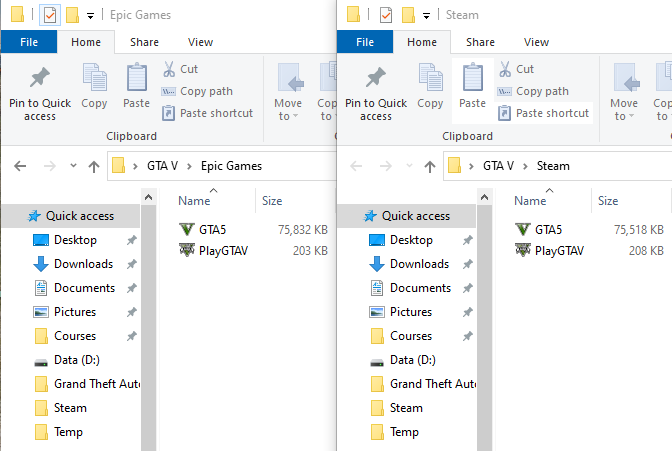 Epic Games
File Home Share View
Pin to Quick access
Copy
Paste
Cut
Copy path
Paste shortcut
Move to
Cop to
Clipboard
GTA V > Epic Games
Name Size
Quick access
Desktop
Downloads
Documents
Pictures
Courses
Data (D:)
Grand Theft Auto
Steam
Temp
GTA5 75,832 KB
PlayGTAV 203 KB
Steam
File Home Share View
Pin to Quick access
Copy
Paste
Cut
Copy path
Paste shortcut
Move to
Cop to
Clipboard
GTA V > Steam
Name Size
Quick access
Desktop
Downloads
Documents
Pictures
Courses
Data (D:)
Grand Theft Aut
Steam
Temp
GTA5 75,518 KB
PlayGTAV 208 KB